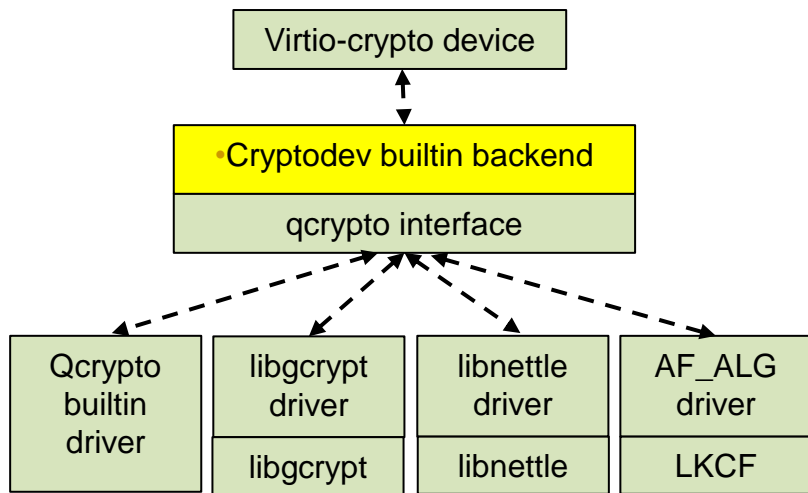 Virtio-crypto device
•Cryptodev builtin backend
qcrypto interface
Qcrypto
builtin
driver
libgcrypt
driver
libgcrypt
libnettle
driver
libnettle
AF_ALG
driver
LKCF